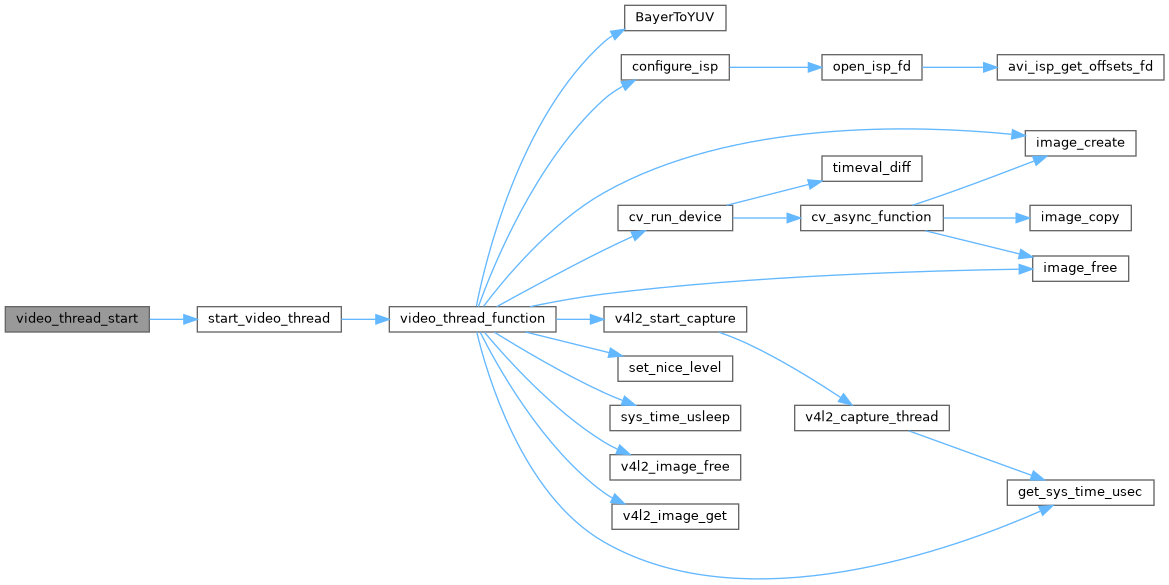 BayerToYUV
configure_isp
open_isp_fd
avi_isp_get_offsets_fd
image_create
timeval_diff
cv_run_device
cv_async_function
image_copy
image_free
video_thread_start
start_video_thread
video_thread_function
v4l2_start_capture
set_nice_level
sys_time_usleep
v4l2_capture_thread
v4l2_image_free
get_sys_time_usec
v4l2_image_get